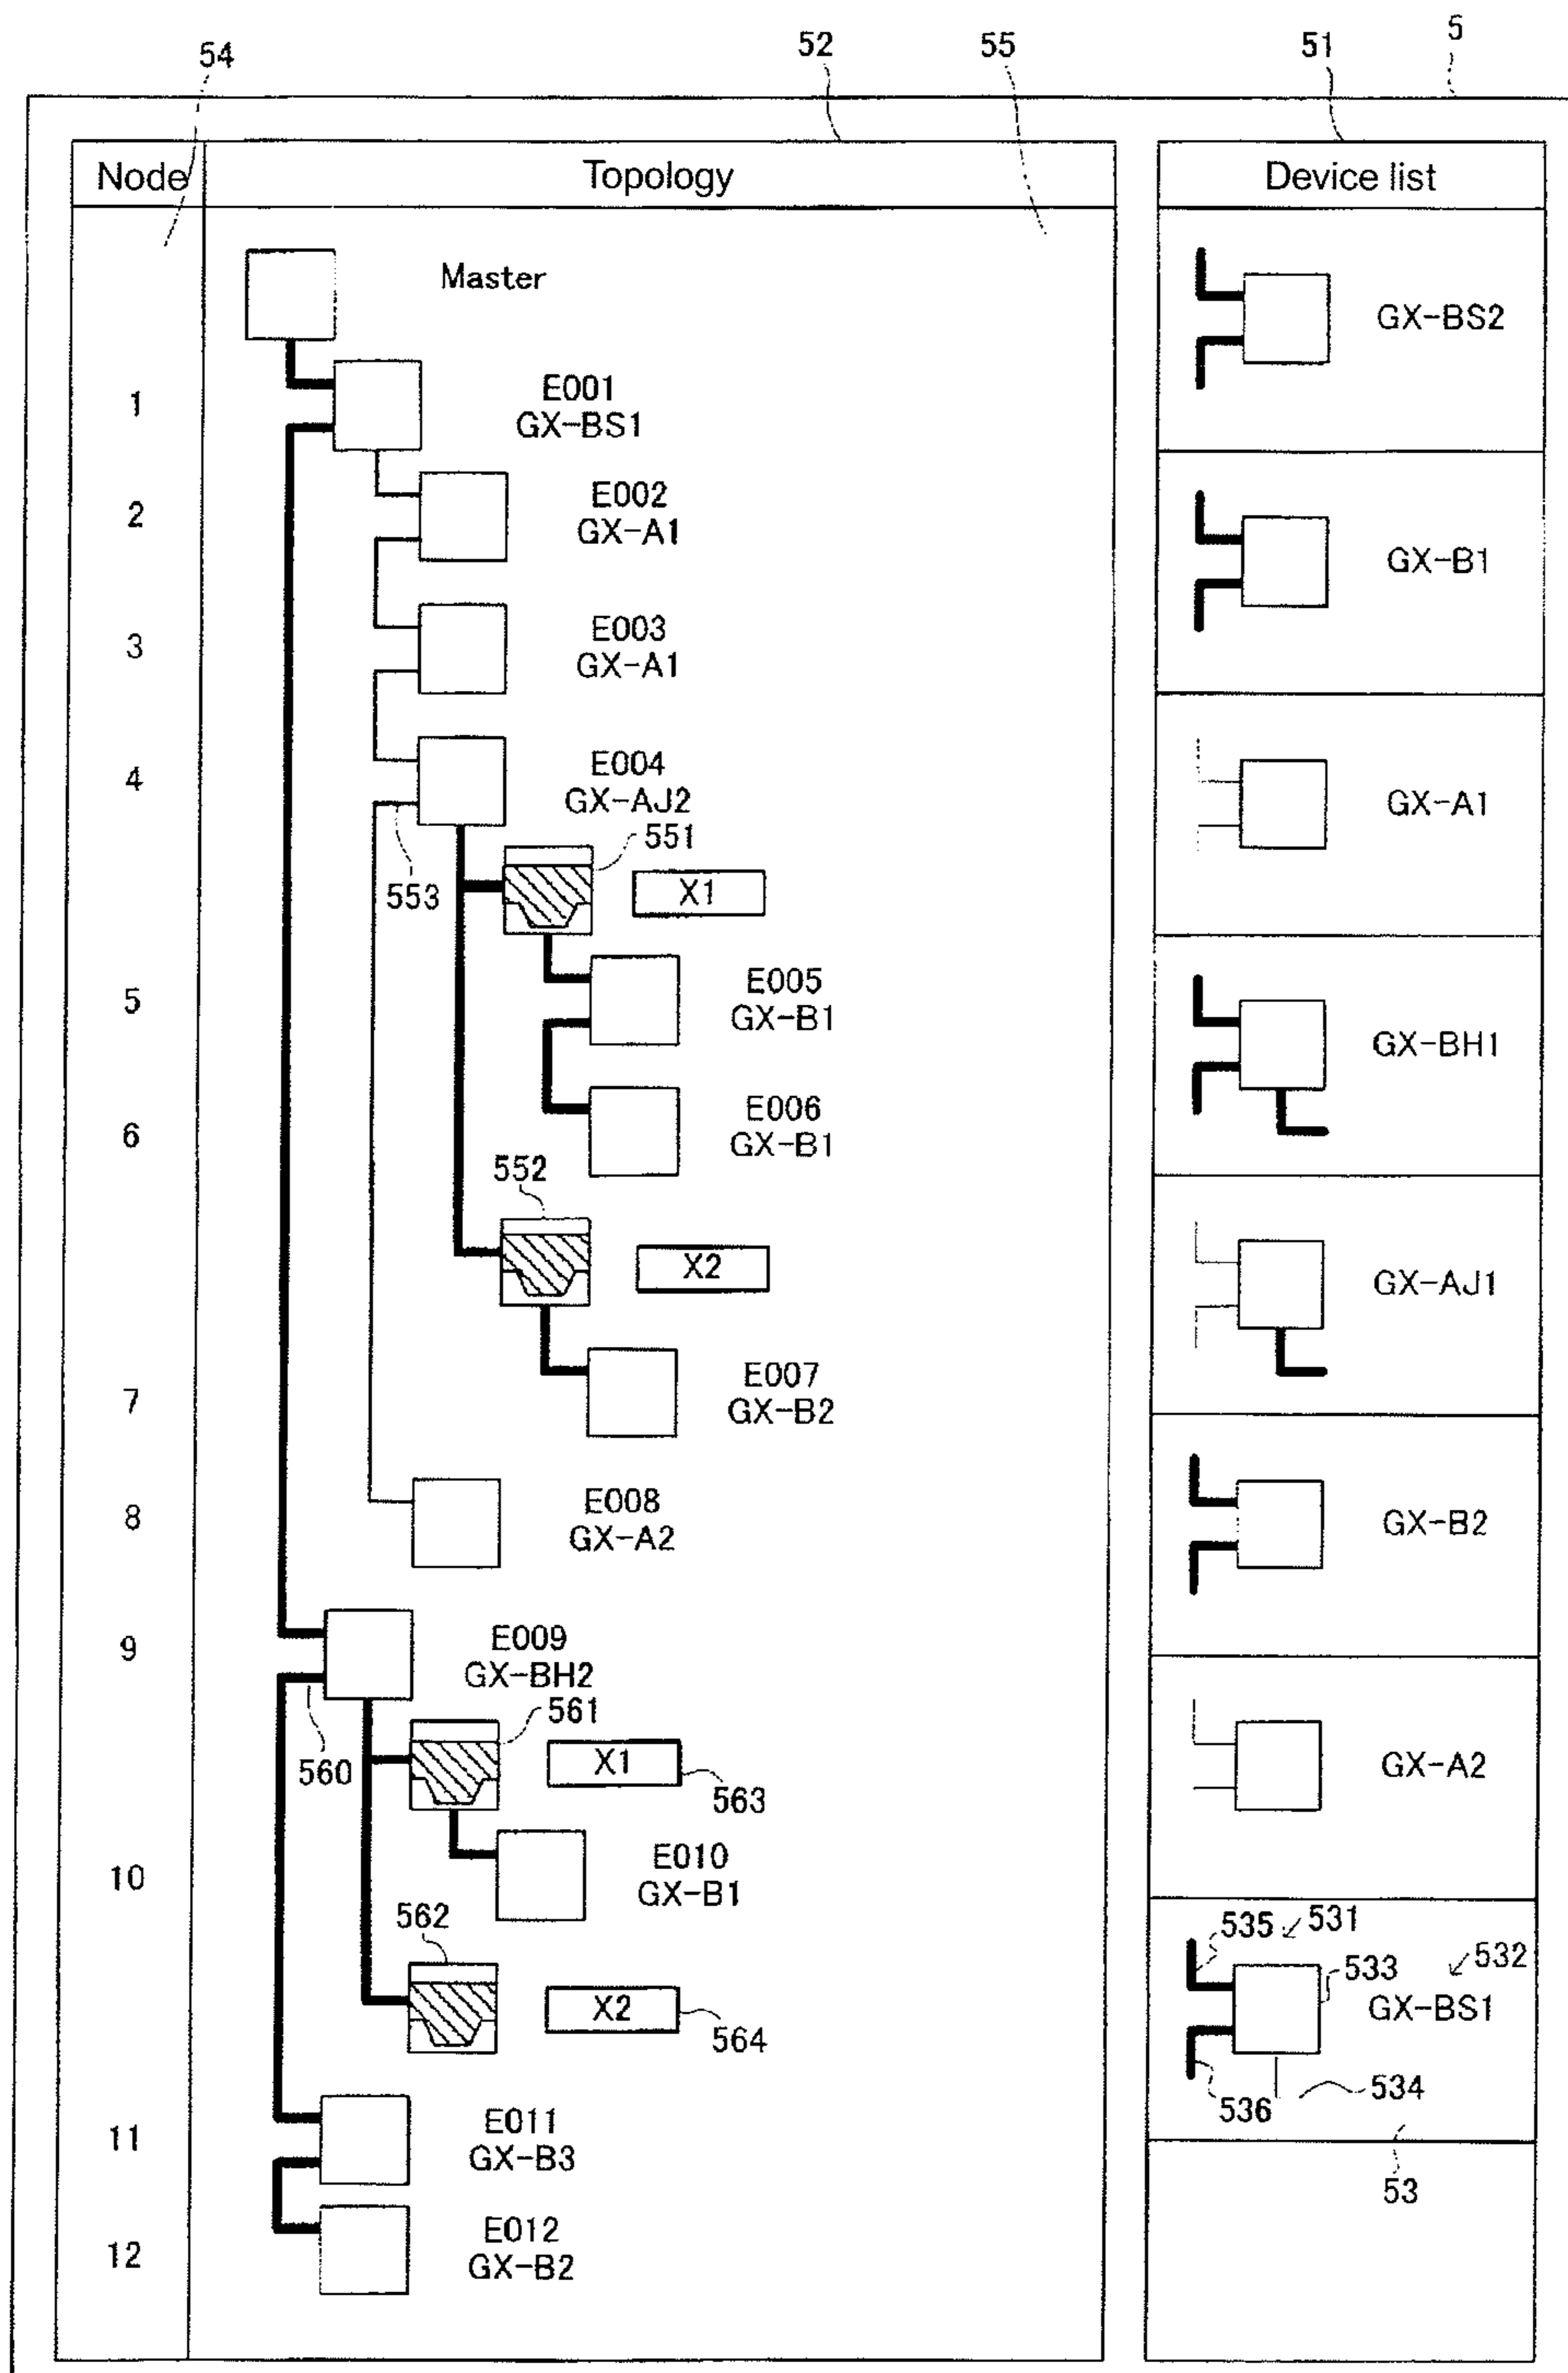 54
52
55
5
51
Node
Topology
Device list
Master
1
E001
GX-BS1
2
E002
GX-A1
3
E003
GX-A1
4
E004
GX-AJ2
553
551
X1
5
E005
GX-B1
6
E006
GX-B1
552
X2
7
E007
GX-B2
8
E008
GX-A2
9
E009
GX-BH2
560
561
X1
563
10
E010
GX-B1
562
X2
564
11
E011
GX-B3
12
E012
GX-B2
GX-BS2
GX-B1
GX-A1
GX-BH1
GX-AJ1
GX-B2
GX-A2
535
531
532
533
GX-BS1
534
536
53